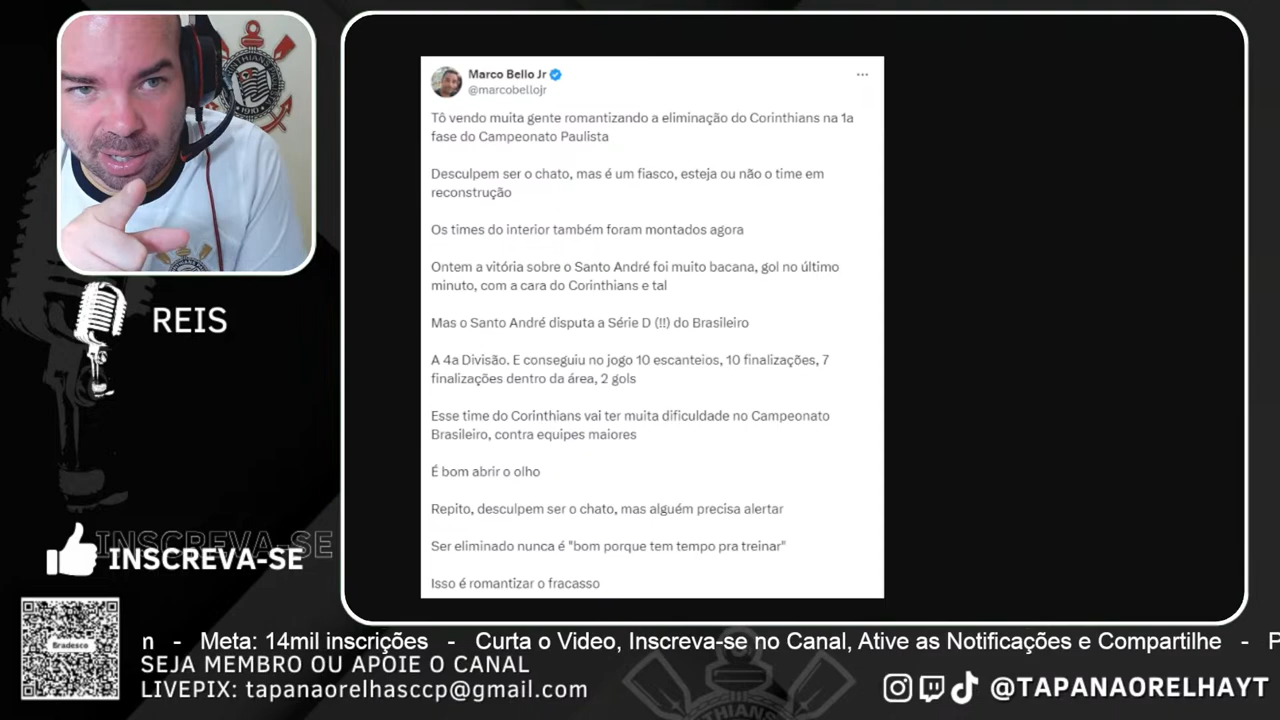 Marco Bello Jr
@marcobellojr
Tô vendo muita gente romantizando a eliminação do Corinthians na 1a
fase do Campeonato Paulista
Desculpem ser o chato, mas é um fiasco, esteja ou não o time em
reconstrução
Os times do interior também foram montados agora
Ontem a vitória sobre o Santo André foi muito bacana, gol no último
minuto, com a cara do Corinthians e tal
Mas o Santo André disputa a Série D (!!) do Brasileiro
A 4a Divisão. E conseguiu no jogo 10 escanteios, 10 finalizações, 7
finalizações dentro da área, 2 gols
Esse time do Corinthians vai ter muita dificuldade no Campeonato
Brasileiro, contra equipes maiores
É bom abrir o olho
Repito, desculpem ser o chato, mas alguém precisa alertar
Ser eliminado nunca é "bom porque tem tempo pra treinar"
Isso é romantizar o fracasso
1910
REIS
INSCREVA-SE
INSCREVA-SE
Bradesco
n - Meta: 14mil inscrições - Curta o Video, Inscreva-se no Canal, Ative as Notificações e Compartilhe - P
SEJA MEMBRO OU APOIE O CANAL
LIVEPIX: tapanaorelhasccp@gmail.com
@TAPANAORELHAYT